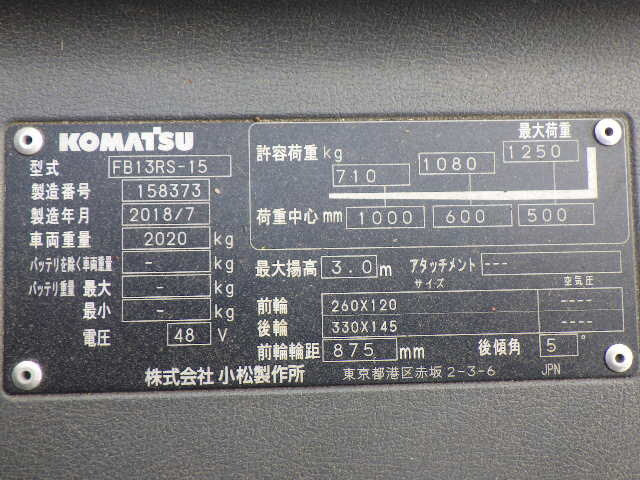 KOMATSU
型式 FB13RS-15
製造番号 158373
製造年月 2018/7
車両重量 2020 kg
バッテリを除く車両重量 - kg
バッテリ重量 最大 - kg
最小 - kg
電圧 48 V
最大荷重
許容荷重 kg 710 1080 1250
荷重中心 mm 1000 600 500
最大揚高 3.0 m アタッチメント ---
サイズ 空気圧
前輪 260X120 ----
後輪 330X145 ----
前輪輪距 875 mm 後傾角 5 °
株式会社 小松製作所 東京都港区赤坂2-3-6 JPN